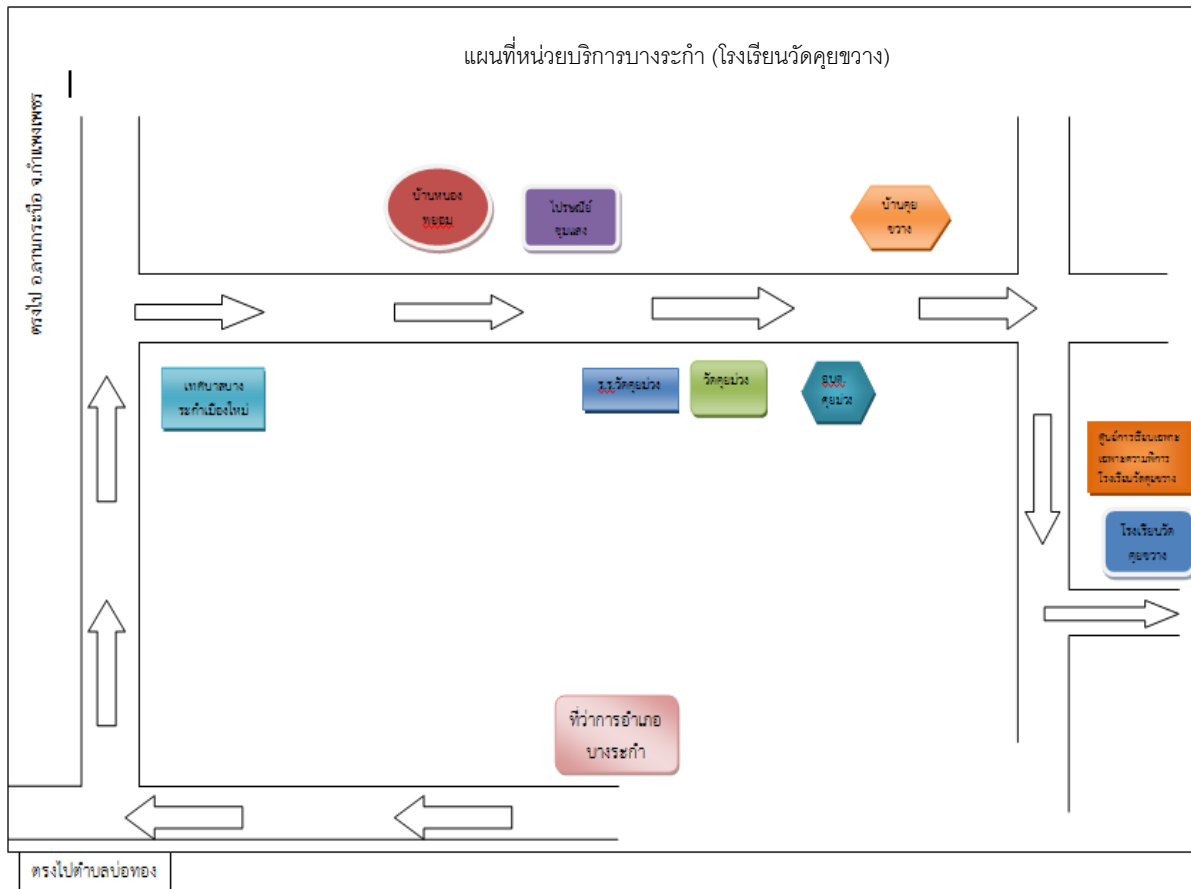 แผนที่หน่วยบริการบางระกำ (โรงเรียนวัดคุยขวาง)
ตรงไป อ.ลานกระบือ จ.กำแพงเพชร
บ้านหนอง
พยอม
ไปรษณีย์
ชุมแสง
บ้านคุย
ขวาง
เทศบาลบาง
ระกำเมืองใหม่
ร.ร.วัดคุยม่วง
วัดคุยม่วง
อบต.
คุยม่วง
ศูนย์การเรียนเฉพาะ
เฉพาะความพิการ
โรงเรียนวัดคุยขวาง
โรงเรียนวัด
คุยขวาง
ที่ว่าการอำเภอ
บางระกำ
ตรงไปตำบลบ่อทอง